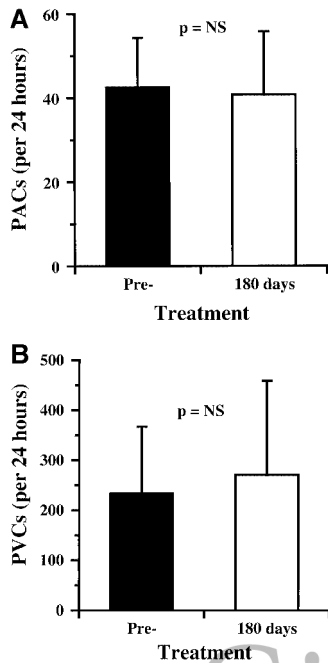 A
PACs (per 24 hours)
60
40
20
0
p = NS
Pre- 180 days
Treatment
B
PVCs (per 24 hours)
500
400
300
200
100
0
p = NS
Pre- 180 days
Treatment